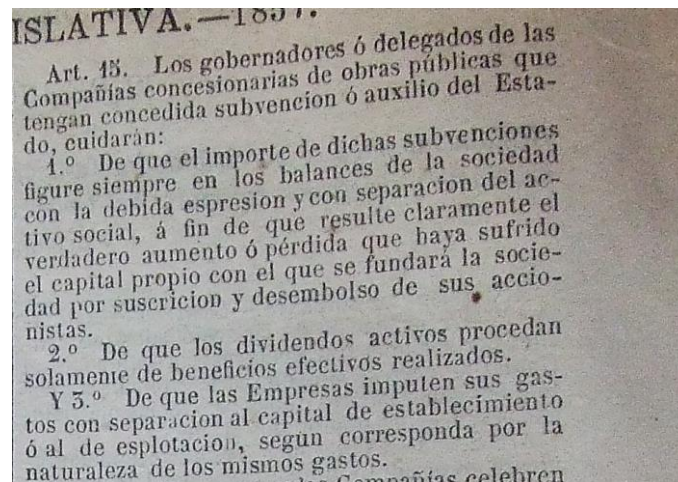 ISLATIVA.—1857.
Art. 15. Los gobernadores ó delegados de las
Compañías concesionarias de obras públicas que
tengan concedida subvencion ó auxilio del Esta-
do, cuidarán:
1.º De que el importe de dichas subvenciones
figure siempre en los balances de la sociedad
con la debida espresion y con separacion del ac-
tivo social, á fin de que resulte claramente el
verdadero aumento ó pérdida que haya sufrido
el capital propio con el que se fundará la socie-
dad por suscricion y desembolso de sus accio-
nistas.
2.º De que los dividendos activos procedan
solamente de beneficios efectivos realizados.
Y 3.º De que las Empresas imputen sus gas-
tos con separacion al capital de establecimiento
ó al de esplotacion, segun corresponda por la
naturaleza de los mismos gastos.
Compañías celebren